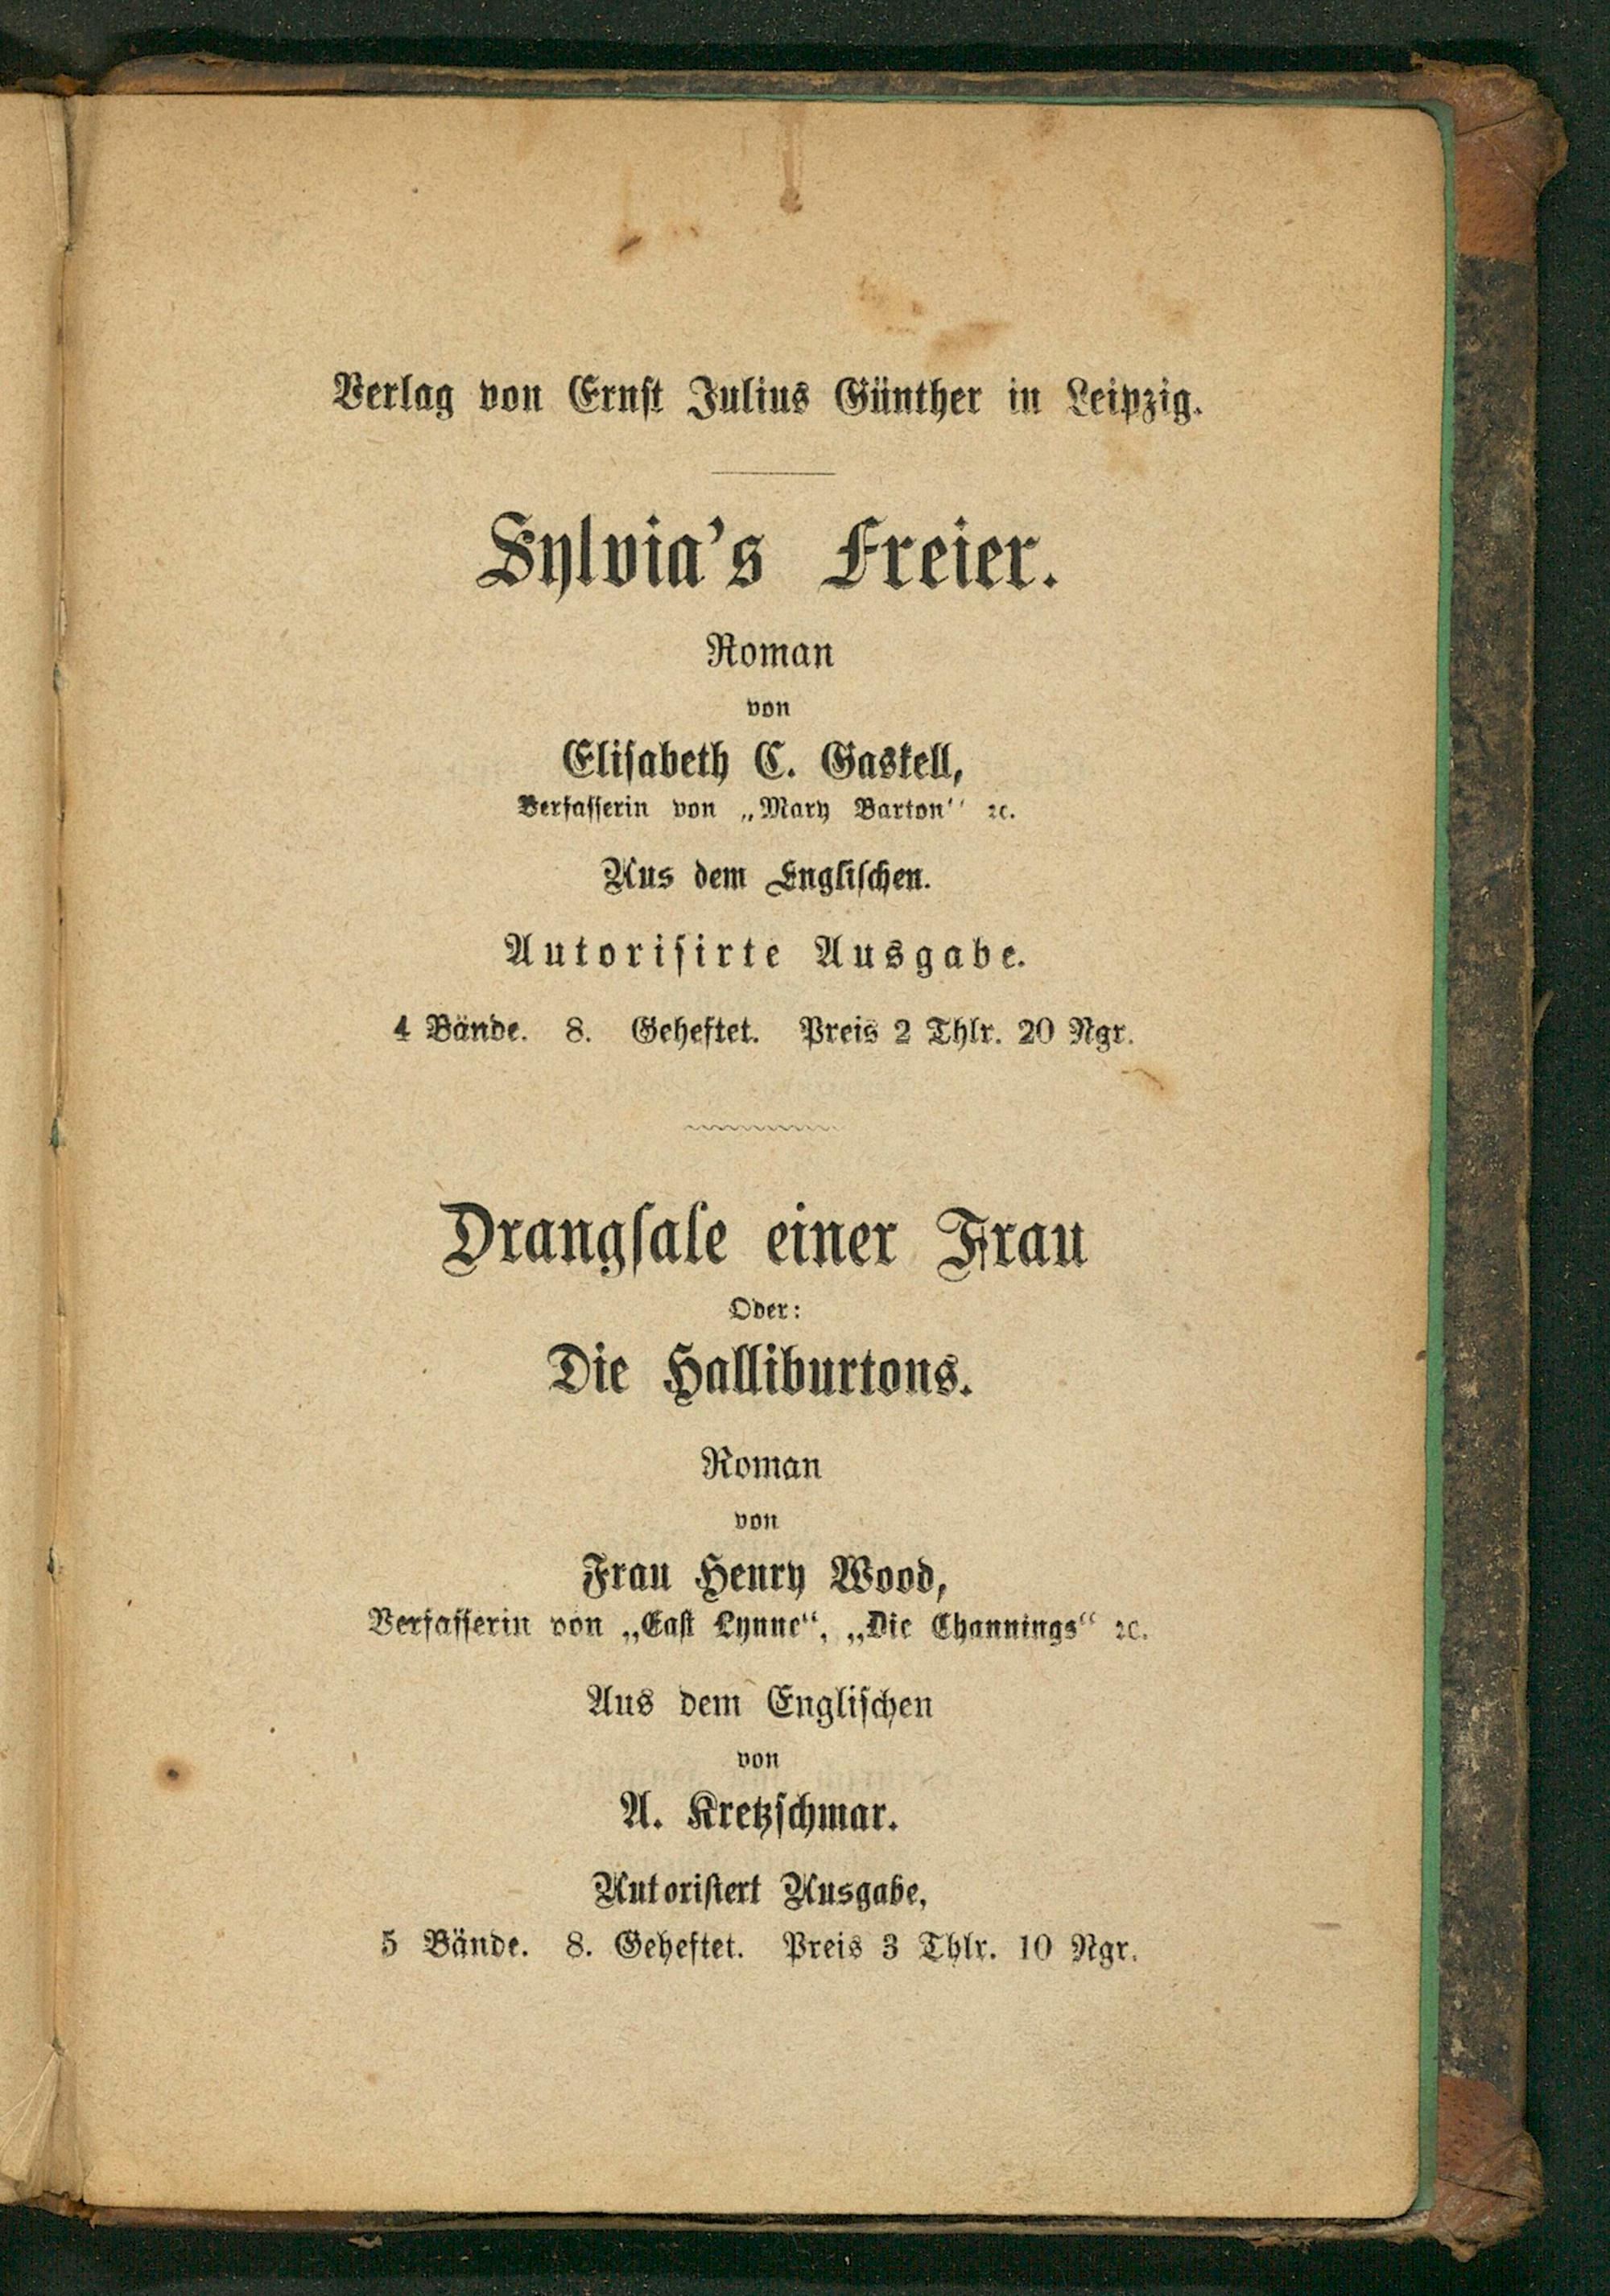 Verlag von Ernſt Julius Günther in Leipzig.
Sylvia's Freier.
Roman
von
Eliſabeth C. Gaskell,
Verfaſſerin von „Mary Barton" ꝛc.
Aus dem Engliſchen.
Autoriſirte Ausgabe.
4 Bände. 8. Geheftet. Preis 2 Thlr. 20 Ngr.
Drangſale einer Frau
Oder:
Die Halliburtons.
Roman
von
Frau Henry Wood,
Verfaſſerin von „Eaſt Lynne“, „Die Channings“ ꝛc.
Aus dem Engliſchen
von
A. Kretzſchmar.
Autoriſiert Ausgabe,
5 Bände. 8. Geheftet. Preis 3 Thlr. 10 Ngr.